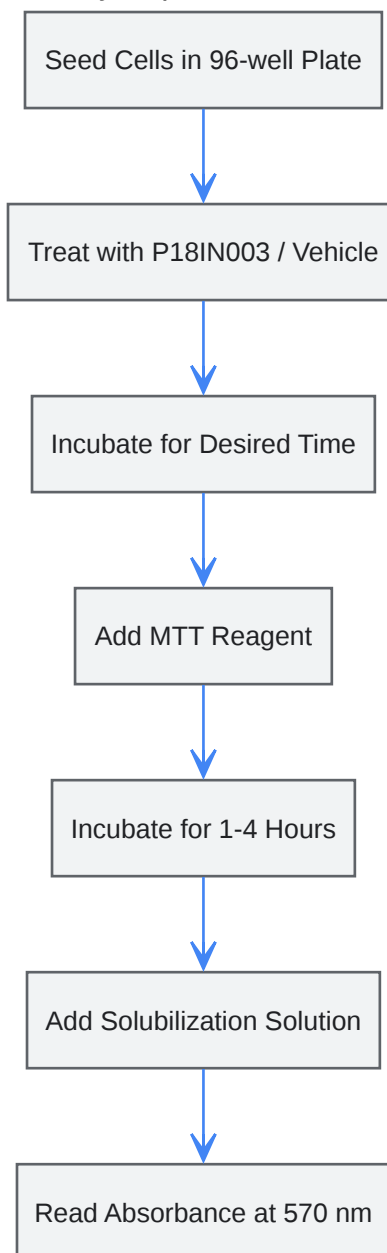 Seed Cells in 96-well Plate
Treat with P18IN003 / Vehicle
Incubate for Desired Time
Add MTT Reagent
Incubate for 1-4 Hours
Add Solubilization Solution
Read Absorbance at 570 nm